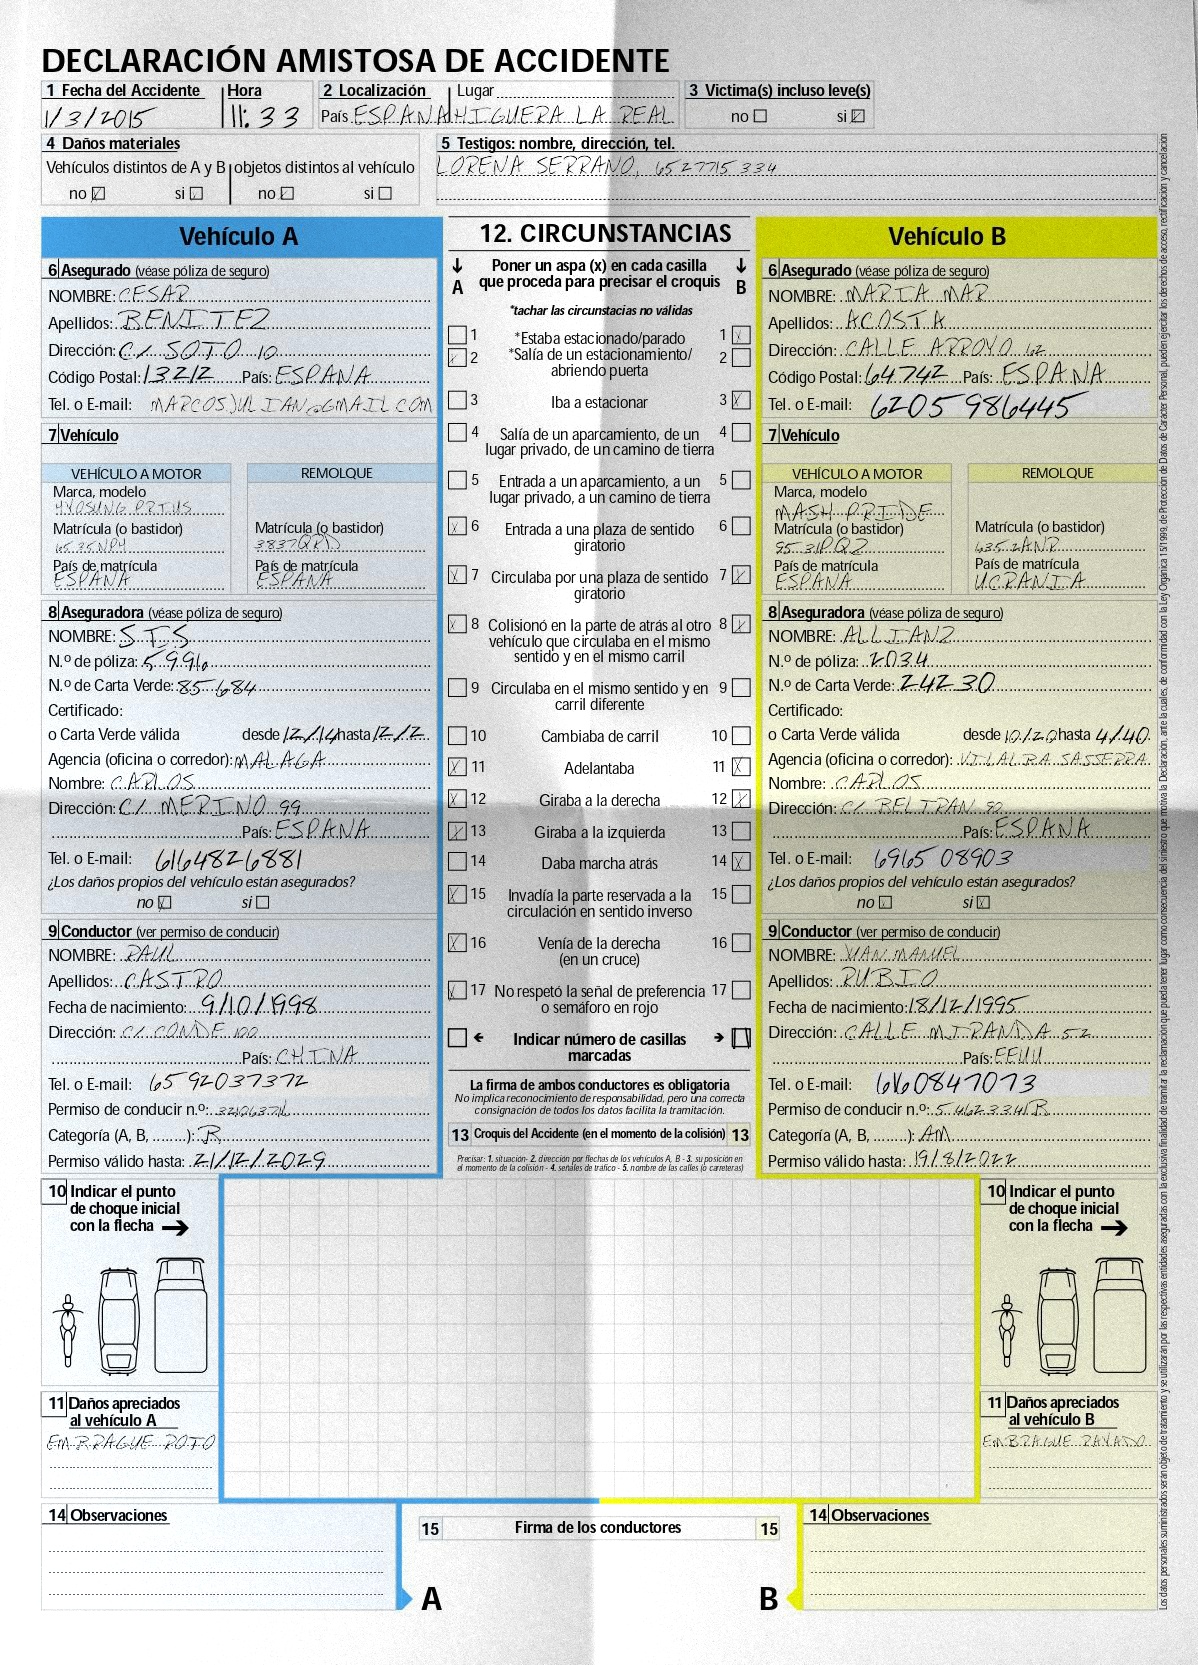 DECLARACIÓN AMISTOSA DE ACCIDENTE
1 Fecha del Accidente Hora 2 Localización Lugar 3 Victima(s) incluso leve(s)
1/3/2015 11:33 País ESPAÑA HIGUERA LA REAL no si
4 Daños materiales 5 Testigos: nombre, dirección, tel.
Vehículos distintos de A y B objetos distintos al vehículo LORENA SERRANO, 6527715334
no si no si
Vehículo A
6 Asegurado (véase póliza de seguro)
NOMBRE: CESAR
Apellidos: BENITEZ
Dirección: C/ SOTO 10
Código Postal: 13212 País: ESPAÑA
Tel. o E-mail: MARCOSJULIAN@GMAIL.COM
7 Vehículo
VEHÍCULO A MOTOR REMOLQUE
Marca, modelo
HYOSUNG PRIUS
Matrícula (o bastidor) Matrícula (o bastidor)
6535NPY 3837QRD
País de matrícula País de matrícula
ESPAÑA ESPAÑA
8 Aseguradora (véase póliza de seguro)
NOMBRE: STS
N.º de póliza: 5996
N.º de Carta Verde: 85684
Certificado:
o Carta Verde válida desde 12/14 hasta 12/2
Agencia (oficina o corredor): MALAGA
Nombre: CARLOS
Dirección: C/ MERINO 99
País: ESPAÑA
Tel. o E-mail: 6164826881
¿Los daños propios del vehículo están asegurados?
no si
9 Conductor (ver permiso de conducir)
NOMBRE: RAUL
Apellidos: CASTRO
Fecha de nacimiento: 9/10/1998
Dirección: C/ CONDE 100
País: CHINA
Tel. o E-mail: 6592037372
Permiso de conducir n.º:
Categoría (A, B, ........): B
Permiso válido hasta: 21/12/2029
12. CIRCUNSTANCIAS
A Poner un aspa (x) en cada casilla que proceda para precisar el croquis B
*tachar las circunstacias no válidas
1 *Estaba estacionado/parado 1
2 *Salía de un estacionamiento/ 2
abriendo puerta
3 Iba a estacionar 3
4 Salía de un aparcamiento, de un 4
lugar privado, de un camino de tierra
5 Entrada a un aparcamiento, a un 5
lugar privado, a un camino de tierra
6 Entrada a una plaza de sentido 6
giratorio
7 Circulaba por una plaza de sentido 7
giratorio
8 Colisionó en la parte de atrás al otro 8
vehículo que circulaba en el mismo
sentido y en el mismo carril
9 Circulaba en el mismo sentido y en 9
carril diferente
10 Cambiaba de carril 10
11 Adelantaba 11
12 Giraba a la derecha 12
13 Giraba a la izquierda 13
14 Daba marcha atrás 14
15 Invadía la parte reservada a la 15
circulación en sentido inverso
16 Venía de la derecha 16
(en un cruce)
17 No respetó la señal de preferencia 17
o semáforo en rojo
Indicar número de casillas
marcadas
La firma de ambos conductores es obligatoria
No implica reconocimiento de responsabilidad, pero una correcta
consignación de todos los datos facilita la tramitación.
13 Croquis del Accidente (en el momento de la colisión) 13
Precisar: 1. situación- 2. dirección por flechas de los vehículos A, B - 3. su posición en
el momento de la colisión - 4. señales de tráfico - 5. nombre de las calles (o carreteras)
Vehículo B
6 Asegurado (véase póliza de seguro)
NOMBRE: MARIA MAR
Apellidos: ACOSTA
Dirección: CALLE ARROYO 62
Código Postal: 64742 País: ESPAÑA
Tel. o E-mail: 6205986445
7 Vehículo
VEHÍCULO A MOTOR REMOLQUE
Marca, modelo
MASH PRIDE
Matrícula (o bastidor) Matrícula (o bastidor)
9531PQZ 6352ANR
País de matrícula País de matrícula
ESPAÑA UCRANIA
8 Aseguradora (véase póliza de seguro)
NOMBRE: ALLIANZ
N.º de póliza: 2034
N.º de Carta Verde: 24230
Certificado:
o Carta Verde válida desde 10/20 hasta 4/40
Agencia (oficina o corredor): VILALBA SASSERRA
Nombre: CARLOS
Dirección: C/ BELTRAN 90
País: ESPAÑA
Tel. o E-mail: 696508903
¿Los daños propios del vehículo están asegurados?
no si
9 Conductor (ver permiso de conducir)
NOMBRE: JUAN MANUEL
Apellidos: RUBIO
Fecha de nacimiento: 18/12/1995
Dirección: CALLE MIRANDA 52
País: EEUU
Tel. o E-mail: 6160847073
Permiso de conducir n.º: 5462334B
Categoría (A, B, ........): AM
Permiso válido hasta: 19/8/2022
10 Indicar el punto
de choque inicial
con la flecha
11 Daños apreciados
al vehículo A
EMBRAGUE ROTO
10 Indicar el punto
de choque inicial
con la flecha
11 Daños apreciados
al vehículo B
EMBRAGUE RAYADO
14 Observaciones
15 Firma de los conductores 15
A B
14 Observaciones
Los datos personales suministrados serán objeto de tratamiento y se utilizarán por las respectivas entidades aseguradas con la exclusiva finalidad de tramitar la reclamación que pueda tener lugar como consecuencia del siniestro que motiva la Declaración, ante la cuales, de conformidad con la Ley Orgánica 15/1999, de Protección de Datos de Carácter Personal, pueden ejercitar los derechos de acceso, rectificación y cancelación